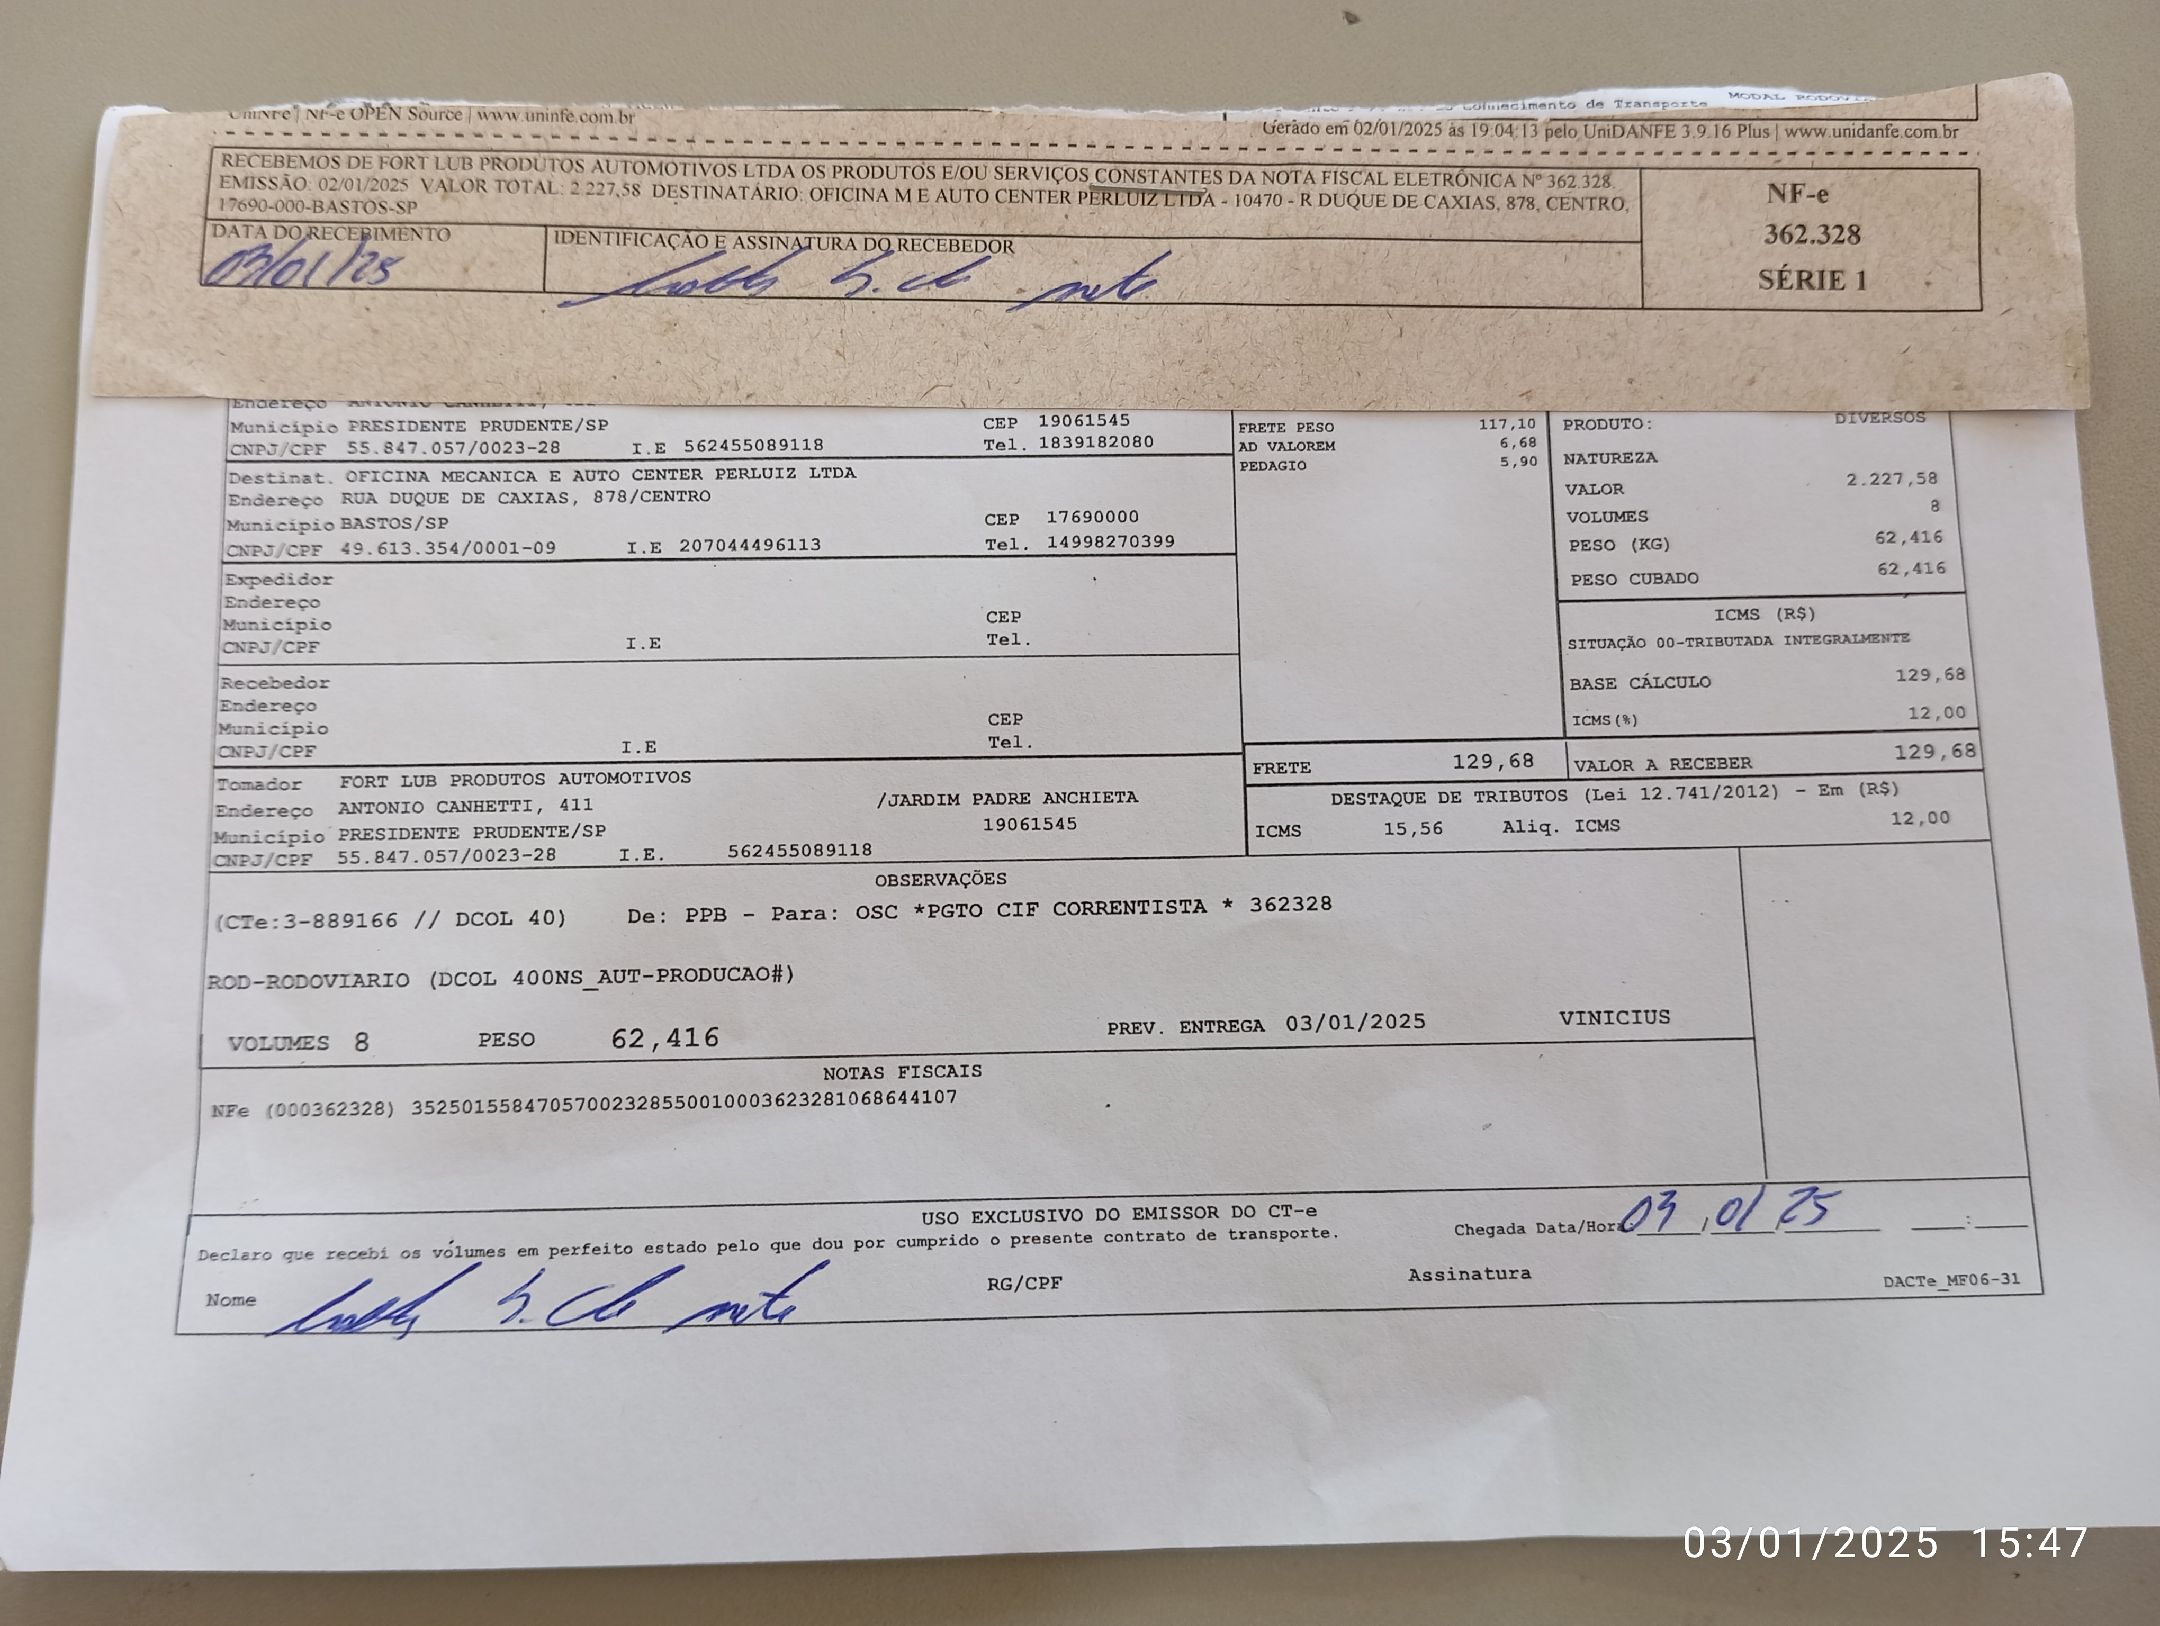 UniNFe | NF-e OPEN Source | www.uninfe.com.br
Conhecimento de Transporte MODAL
Gerado em 02/01/2025 às 19:04:13 pelo UniDANFE 3.9.16 Plus | www.unidanfe.com.br
RECEBEMOS DE FORT LUB PRODUTOS AUTOMOTIVOS LTDA OS PRODUTOS E/OU SERVIÇOS CONSTANTES DA NOTA FISCAL ELETRÔNICA Nº 362.328.
EMISSÃO: 02/01/2025 VALOR TOTAL: 2.227,58 DESTINATÁRIO: OFICINA M E AUTO CENTER PERLUIZ LTDA - 10470 - R DUQUE DE CAXIAS, 878, CENTRO,
17690-000-BASTOS-SP
NF-e
362.328
SÉRIE 1
DATA DO RECEBIMENTO
03/01/25
IDENTIFICAÇÃO E ASSINATURA DO RECEBEDOR
Endereço ANTONIO CANHETTI,
Município PRESIDENTE PRUDENTE/SP CEP 19061545
CNPJ/CPF 55.847.057/0023-28 I.E 562455089118 Tel. 1839182080
Destinat. OFICINA MECANICA E AUTO CENTER PERLUIZ LTDA
Endereço RUA DUQUE DE CAXIAS, 878/CENTRO
Município BASTOS/SP CEP 17690000
CNPJ/CPF 49.613.354/0001-09 I.E 207044496113 Tel. 14998270399
Expedidor
Endereço
Município CEP
CNPJ/CPF I.E Tel.
Recebedor
Endereço
Município CEP
CNPJ/CPF I.E Tel.
Tomador FORT LUB PRODUTOS AUTOMOTIVOS
Endereço ANTONIO CANHETTI, 411 /JARDIM PADRE ANCHIETA
Município PRESIDENTE PRUDENTE/SP 19061545
CNPJ/CPF 55.847.057/0023-28 I.E. 562455089118
FRETE PESO 117,10
AD VALOREM 6,68
PEDAGIO 5,90
PRODUTO: DIVERSOS
NATUREZA
VALOR 2.227,58
VOLUMES 8
PESO (KG) 62,416
PESO CUBADO 62,416
ICMS (R$)
SITUAÇÃO 00-TRIBUTADA INTEGRALMENTE
BASE CÁLCULO 129,68
ICMS(%) 12,00
FRETE 129,68 VALOR A RECEBER 129,68
DESTAQUE DE TRIBUTOS (Lei 12.741/2012) - Em (R$)
ICMS 15,56 Aliq. ICMS 12,00
OBSERVAÇÕES
(CTe:3-889166 // DCOL 40) De: PPB - Para: OSC *PGTO CIF CORRENTISTA * 362328
ROD-RODOVIARIO (DCOL 400NS_AUT-PRODUCAO#)
VOLUMES 8 PESO 62,416 PREV. ENTREGA 03/01/2025 VINICIUS
NOTAS FISCAIS
NFe (000362328) 35250155847057002328550010003623281068644107
USO EXCLUSIVO DO EMISSOR DO CT-e
Declaro que recebi os vólumes em perfeito estado pelo que dou por cumprido o presente contrato de transporte.
Chegada Data/Hora 03/01/25 __:__
Nome RG/CPF Assinatura
DACTe_MF06-31
03/01/2025 15:47